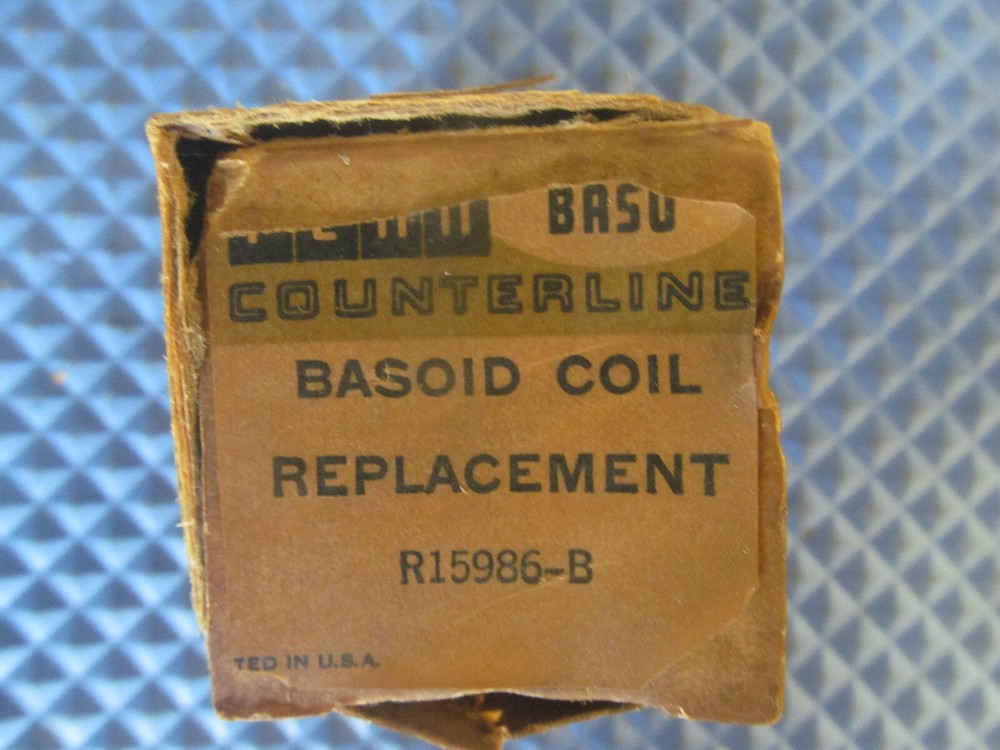 BASO
COUNTERLINE
BASOID COIL
REPLACEMENT
R15986-B
TED IN U.S.A.